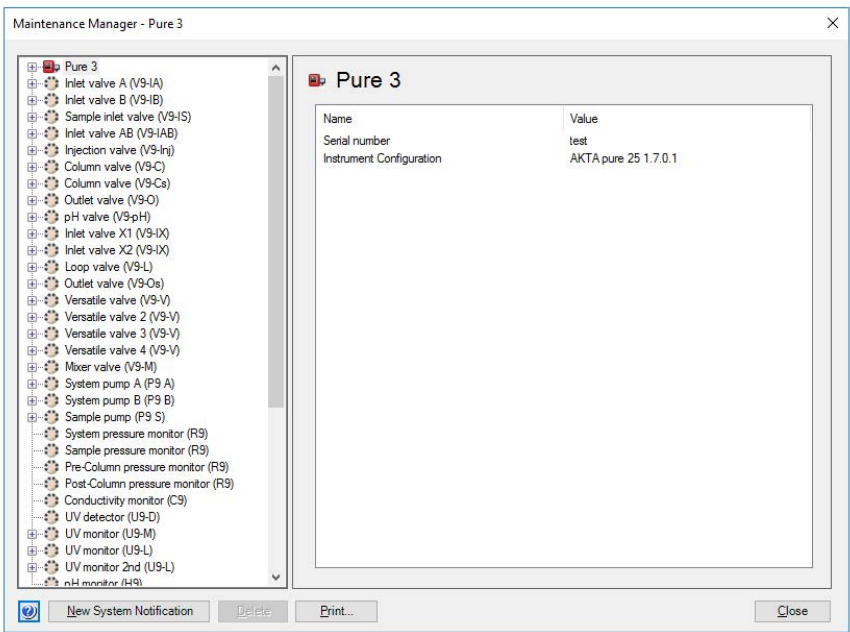 Maintenance Manager - Pure 3
Pure 3
Inlet valve A (V9-IA)
Inlet valve B (V9-IB)
Sample inlet valve (V9-IS)
Inlet valve AB (V9-IAB)
Injection valve (V9-Inj)
Column valve (V9-C)
Column valve (V9-Cs)
Outlet valve (V9-O)
pH valve (V9-pH)
Inlet valve X1 (V9-IX)
Inlet valve X2 (V9-IX)
Loop valve (V9-L)
Outlet valve (V9-Os)
Versatile valve (V9-V)
Versatile valve 2 (V9-V)
Versatile valve 3 (V9-V)
Versatile valve 4 (V9-V)
Mixer valve (V9-M)
System pump A (P9 A)
System pump B (P9 B)
Sample pump (P9 S)
System pressure monitor (R9)
Sample pressure monitor (R9)
Pre-Column pressure monitor (R9)
Post-Column pressure monitor (R9)
Conductivity monitor (C9)
UV detector (U9-D)
UV monitor (U9-M)
UV monitor (U9-L)
UV monitor 2nd (U9-L)
pH monitor (H9)
Pure 3
Name Value
Serial number test
Instrument Configuration AKTA pure 25 1.7.0.1
New System Notification Delete Print... Close